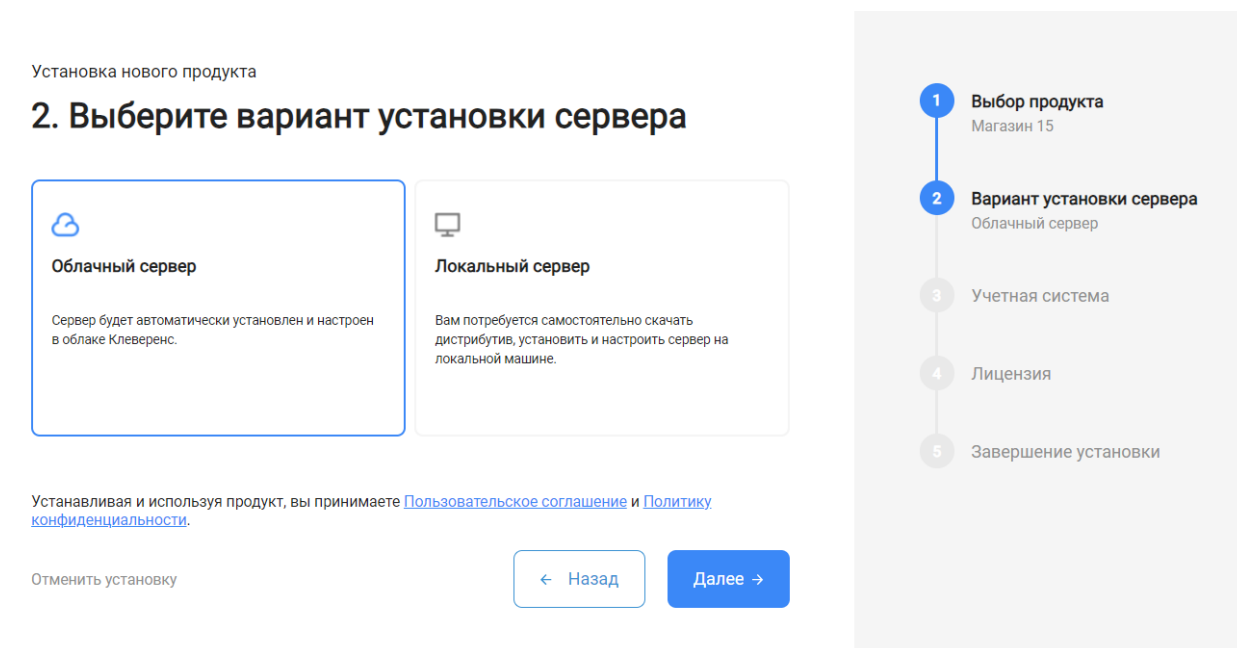 Установка нового продукта
2. Выберите вариант установки сервера
Облачный сервер
Сервер будет автоматически установлен и настроен
в облаке Клеверенс.
Локальный сервер
Вам потребуется самостоятельно скачать
дистрибутив, установить и настроить сервер на
локальной машине.
Устанавливая и используя продукт, вы принимаете Пользовательское соглашение и Политику
конфиденциальности.
Отменить установку
← Назад
Далее →
1 Выбор продукта
Магазин 15
2 Вариант установки сервера
Облачный сервер
3 Учетная система
4 Лицензия
5 Завершение установки